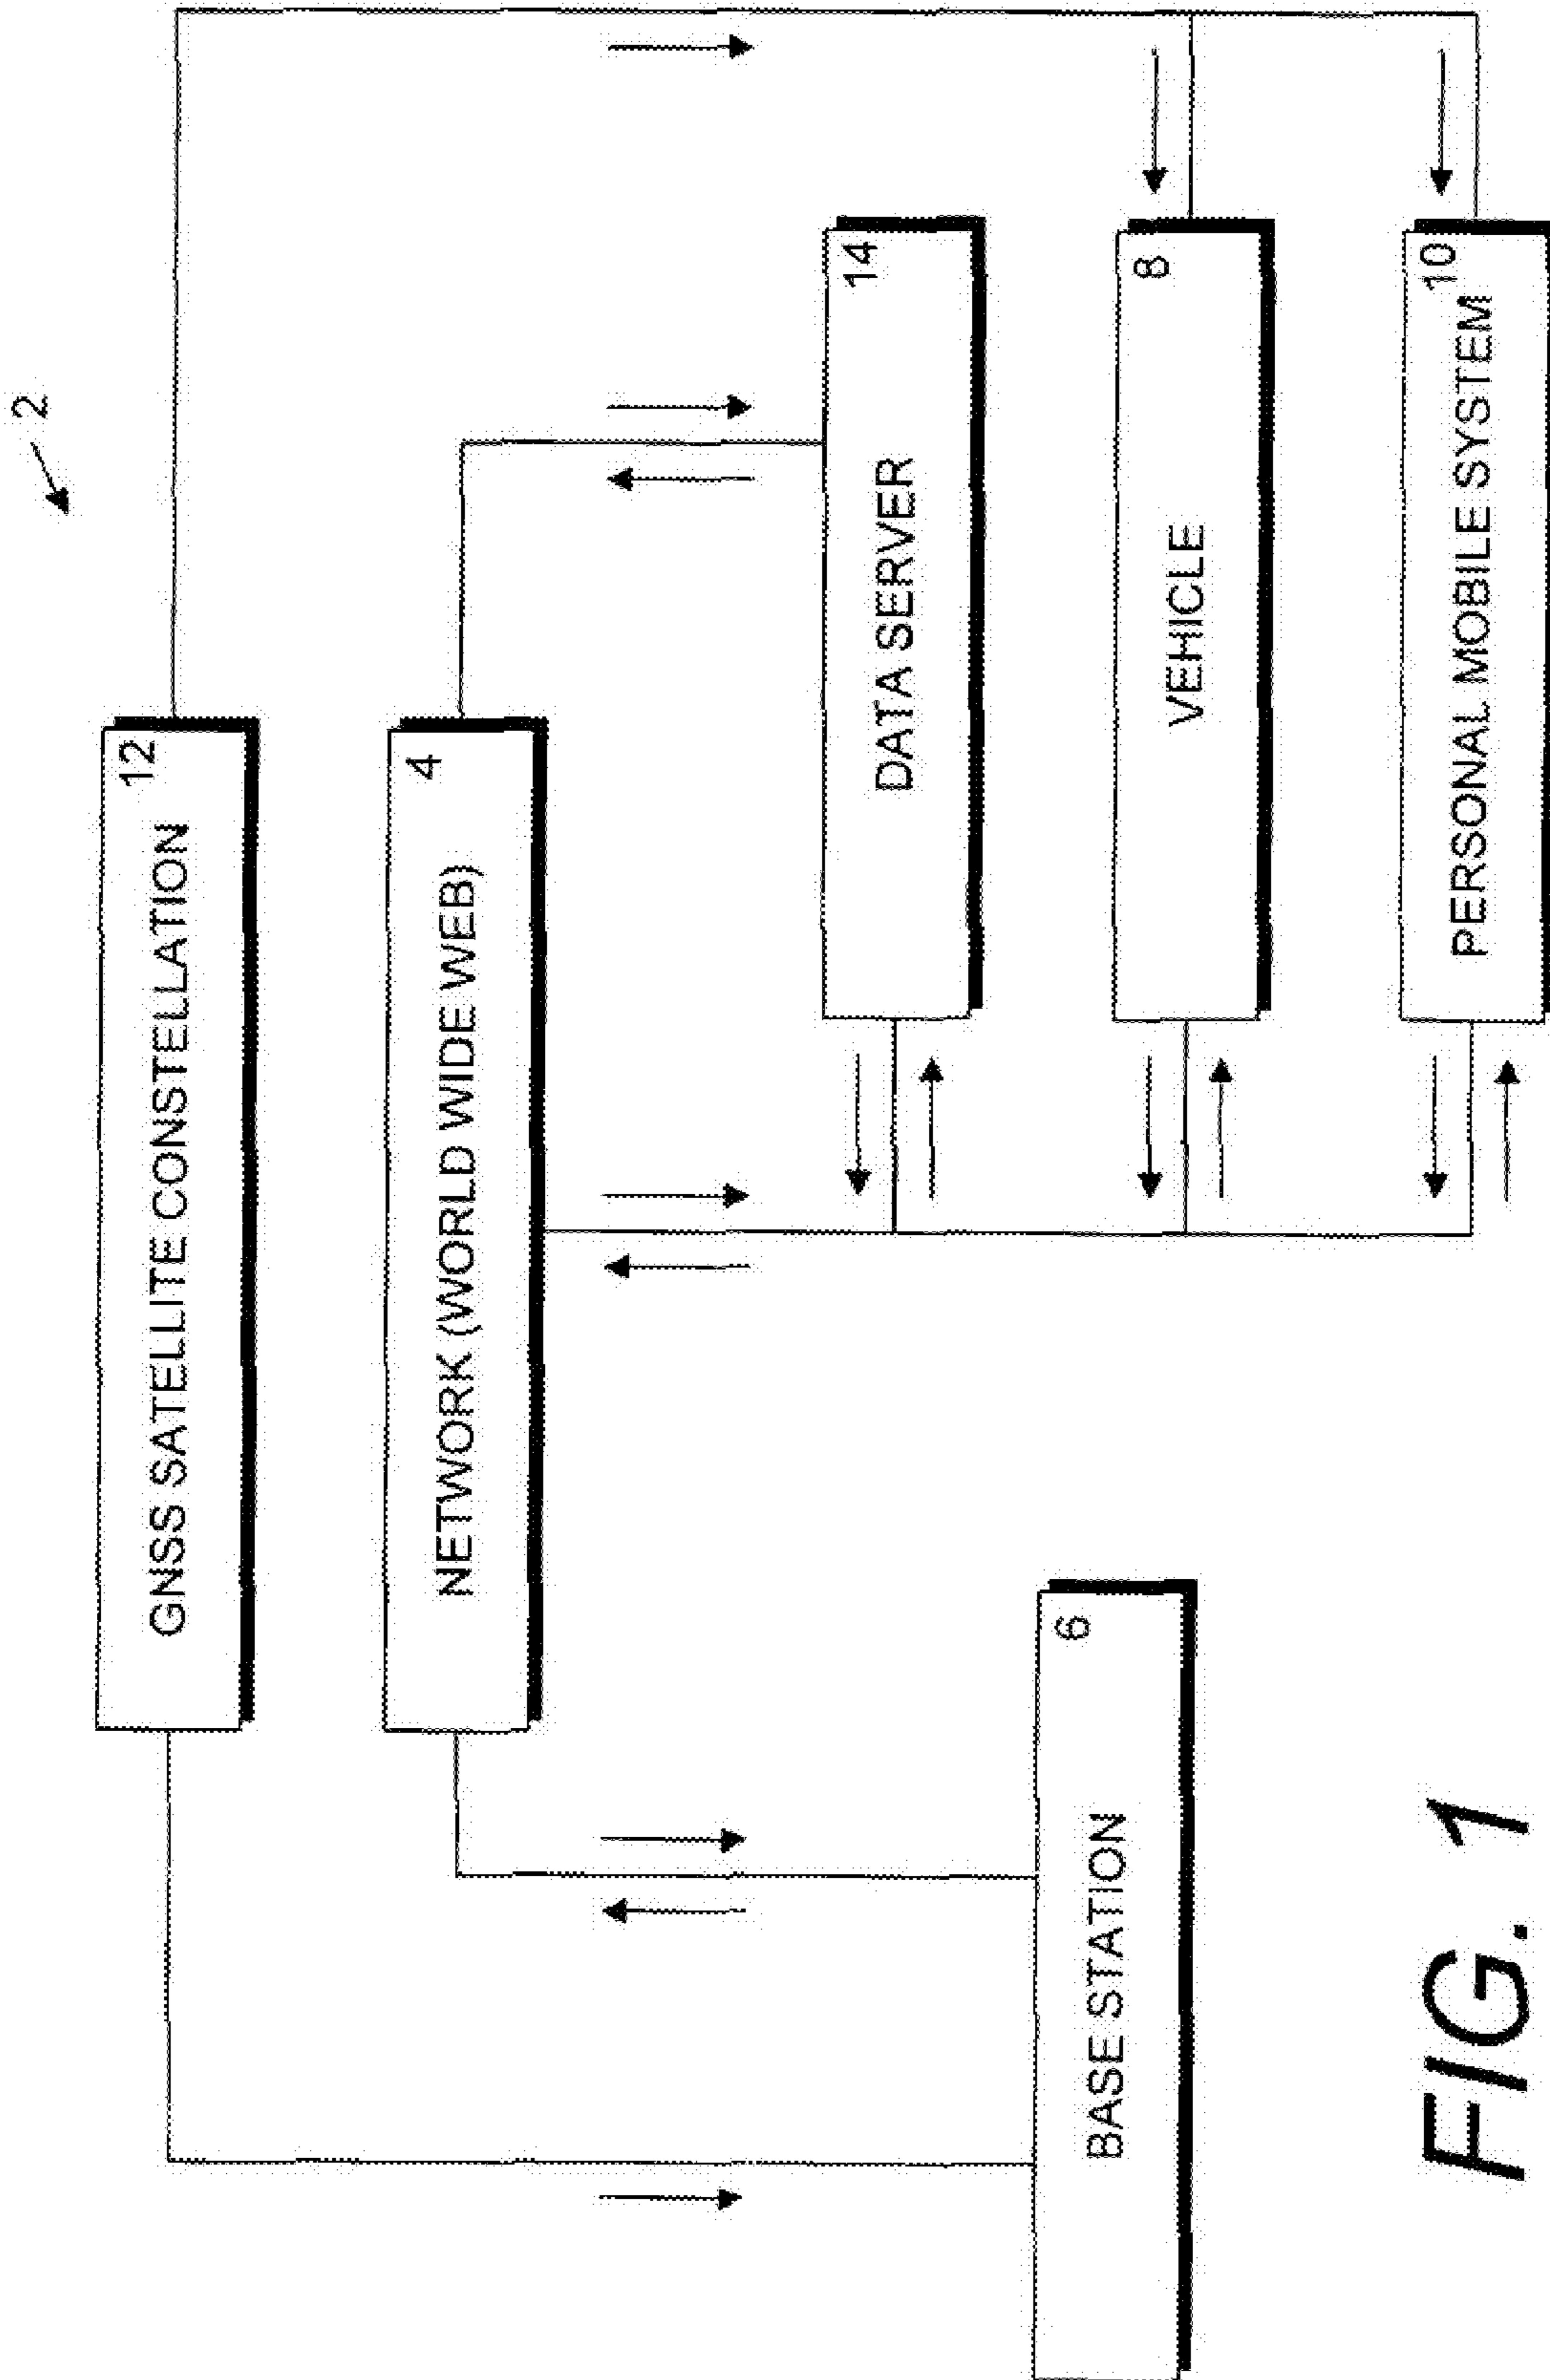 2
GNSS SATELLITE CONSTELLATION
12
NETWORK (WORLD WIDE WEB)
4
DATA SERVER
14
BASE STATION
6
VEHICLE
8
PERSONAL MOBILE SYSTEM
10
FIG. 1